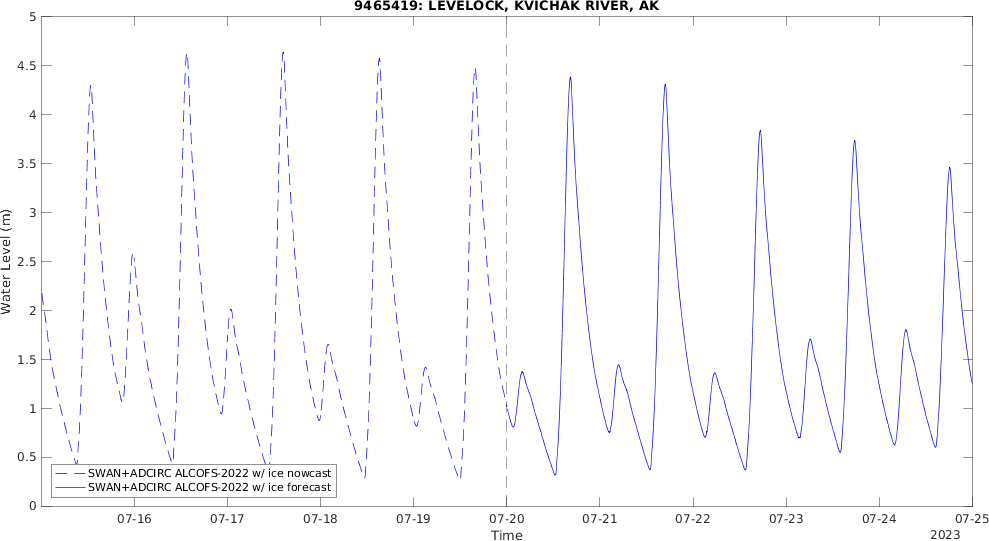 9465419: LEVELOCK, KVICHAK RIVER, AK
5
4.5
4
3.5
3
2.5
2
1.5
1
0.5
0
Water Level (m)
SWAN+ADCIRC ALCOFS-2022 w/ ice nowcast
SWAN+ADCIRC ALCOFS-2022 w/ ice forecast
07-16 07-17 07-18 07-19 07-20 07-21 07-22 07-23 07-24 07-25
Time
2023